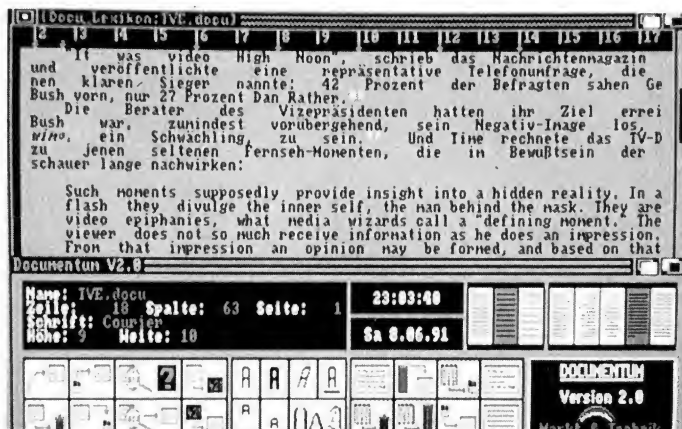 [Docu_Lexikon:TVE.docu]
2 3 4 5 6 7 8 9 10 11 12 13 14 15 16 17
"It was video High Noon", schrieb das Nachrichtenmagazin
und veröffentlichte eine repräsentative Telefonumfrage, die
nen klaren Sieger nannte: 42 Prozent der Befragten sahen Ge
Bush vorn, nur 27 Prozent Dan Rather.
Die Berater des Vizepräsidenten hatten ihr Ziel errei
Bush war, zumindest vorübergehend, sein Negativ-Image los,
wimp, ein Schwächling, zu sein. Und Time rechnete das TV-D
zu jenen seltenen Fernseh-Momenten, die im Bewußtsein der
schauer lange nachwirken:
Such moments supposedly provide insight into a hidden reality. In a
flash they divulge the inner self, the man behind the mask. They are
video epiphanies, what media wizards call a "defining moment." The
viewer does not so much receive information as he does an impression.
From that impression an opinion may be formed, and based on that
Documentum V2.0
Name: TVE.docu
Zeile: 18 Spalte: 63 Seite: 1
Schrift: Courier
Höhe: 9 Weite: 10
23:03:40
Sa 8.06.91
DOCUMENTUM
Version 2.0
Markt & Technik